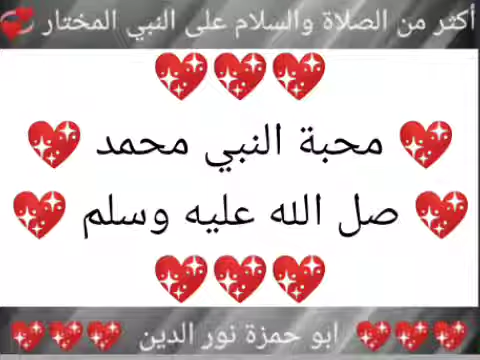 أكثر من الصلاة والسلام على النبي المختار 💞
💖💖💖
💖 محبة النبي محمد 💖
💖 صل الله عليه وسلم 💖
💖💖💖
💖💖💖 ابو حمزة نور الدين 💖💖💖